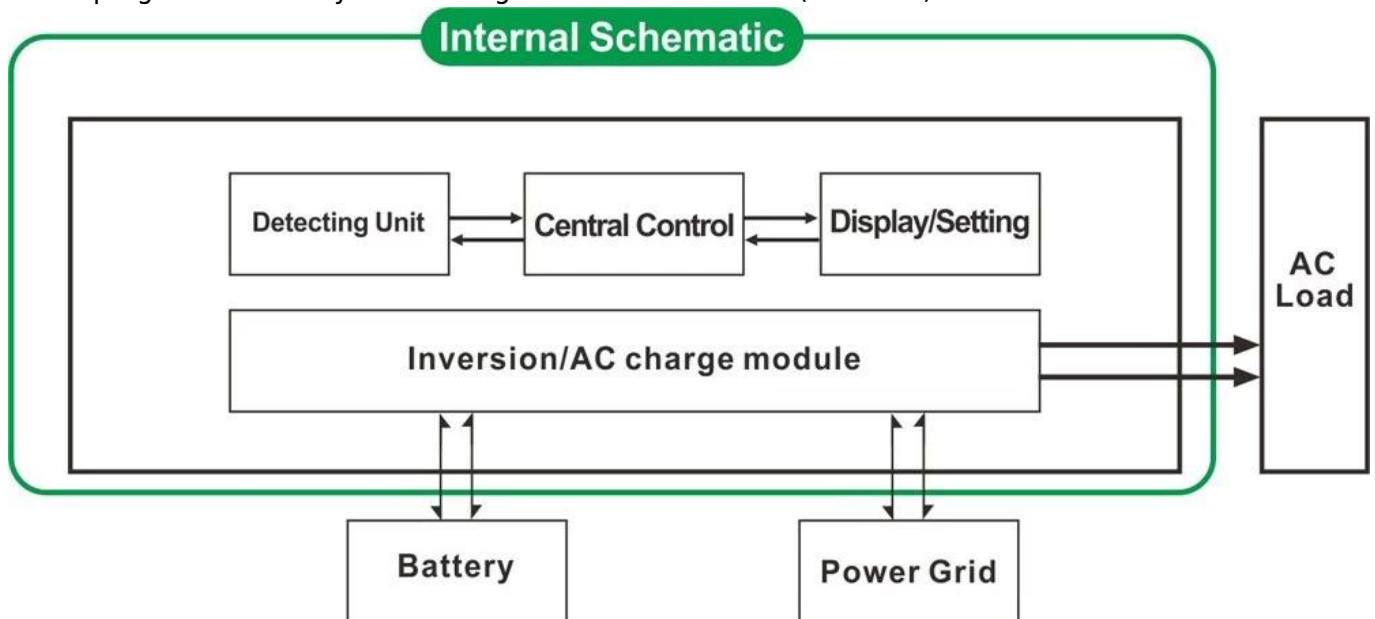 Internal Schematic
Detecting Unit
Central Control
Display/Setting
AC
Load
Inversion/AC charge module
Battery
Power Grid